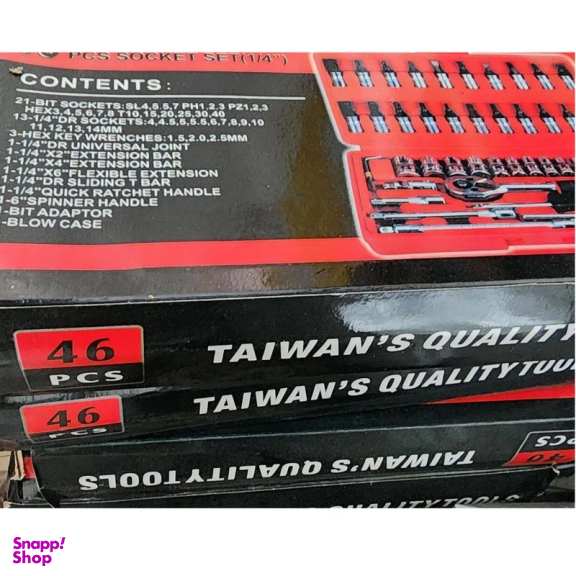 PCS SOCKET SET(1/4")
CONTENTS:
21-BIT SOCKETS:SL4,5.5,7 PH1,2,3 PZ1,2,3
HEX3,4,5,6,7,8 T10,15,20,25,30,40
13-1/4"DR SOCKETS:4,4.5,5,5.5,6,7,8,9,10
11,12,13,14MM
3-HEX KEY WRENCHES:1.5,2.0,2.5MM
1-1/4"DR UNIVERSAL JOINT
1-1/4"X2"EXTENSION BAR
1-1/4"X4"EXTENSION BAR
1-1/4"X6"FLEXIBLE EXTENSION
1-1/4"DR SLIDING T BAR
1-1/4"QUICK RATCHET HANDLE
1-6"SPINNER HANDLE
1-BIT ADAPTOR
-BLOW CASE
46
PCS
TAIWAN'S QUALITY
46
PCS
TAIWAN'S QUALITY TOOL
46
PCS
TAIWAN'S QUALITY TOOLS
QUALITY TOOLS
Snapp!
Shop